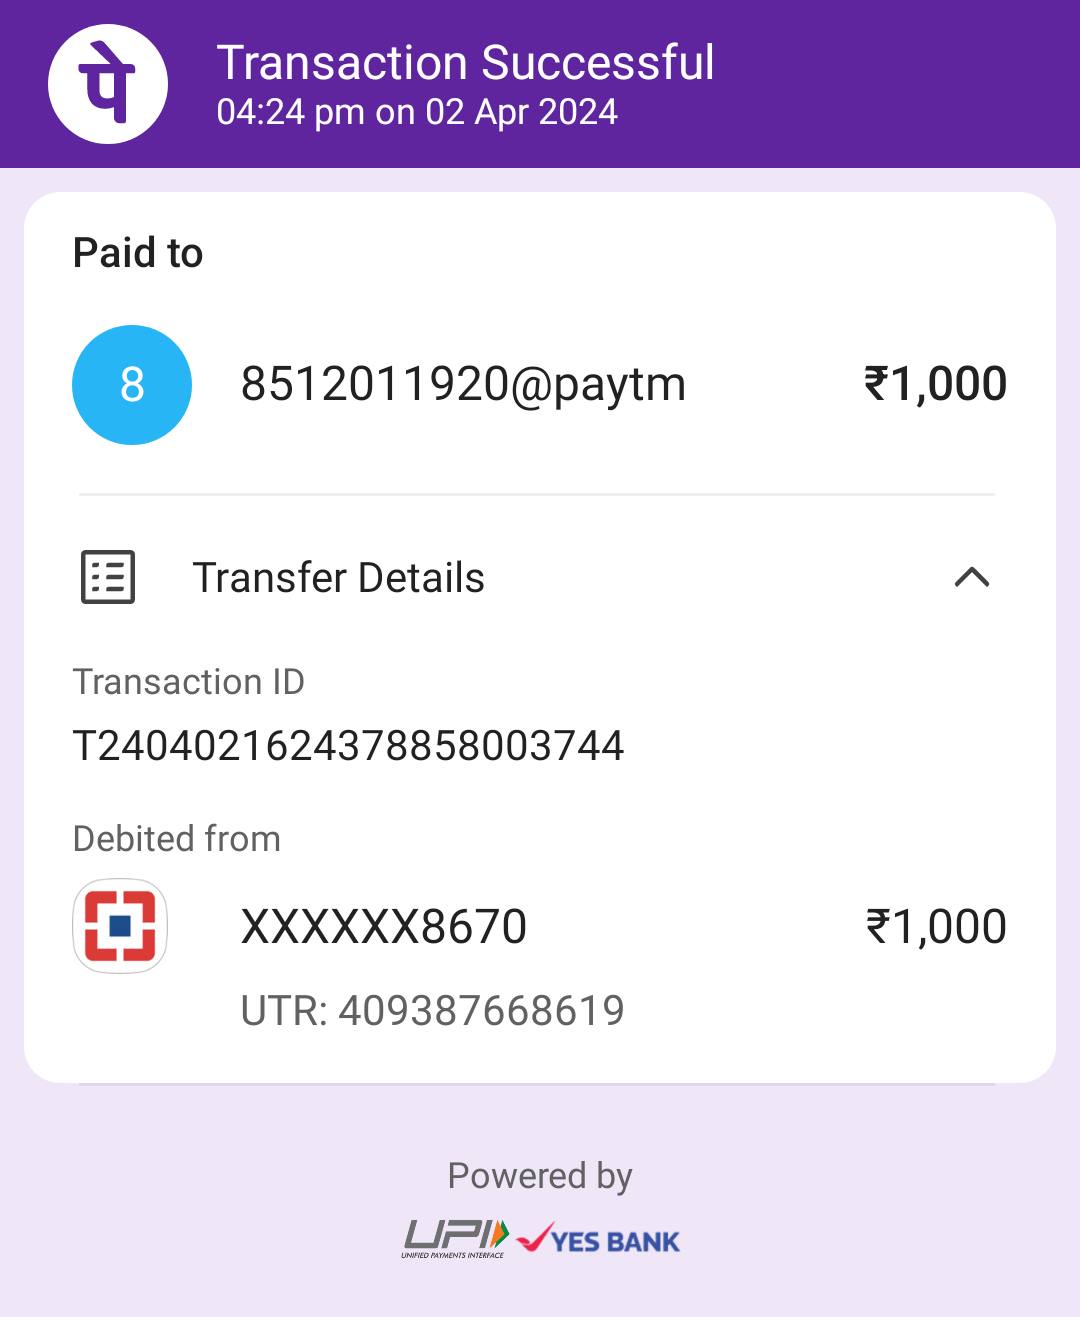 पे
Transaction Successful
04:24 pm on 02 Apr 2024
Paid to
8
8512011920@paytm
₹1,000
Transfer Details
Transaction ID
T2404021624378858003744
Debited from
XXXXXX8670
₹1,000
UTR: 409387668619
Powered by
UPI
UNIFIED PAYMENTS INTERFACE
YES BANK